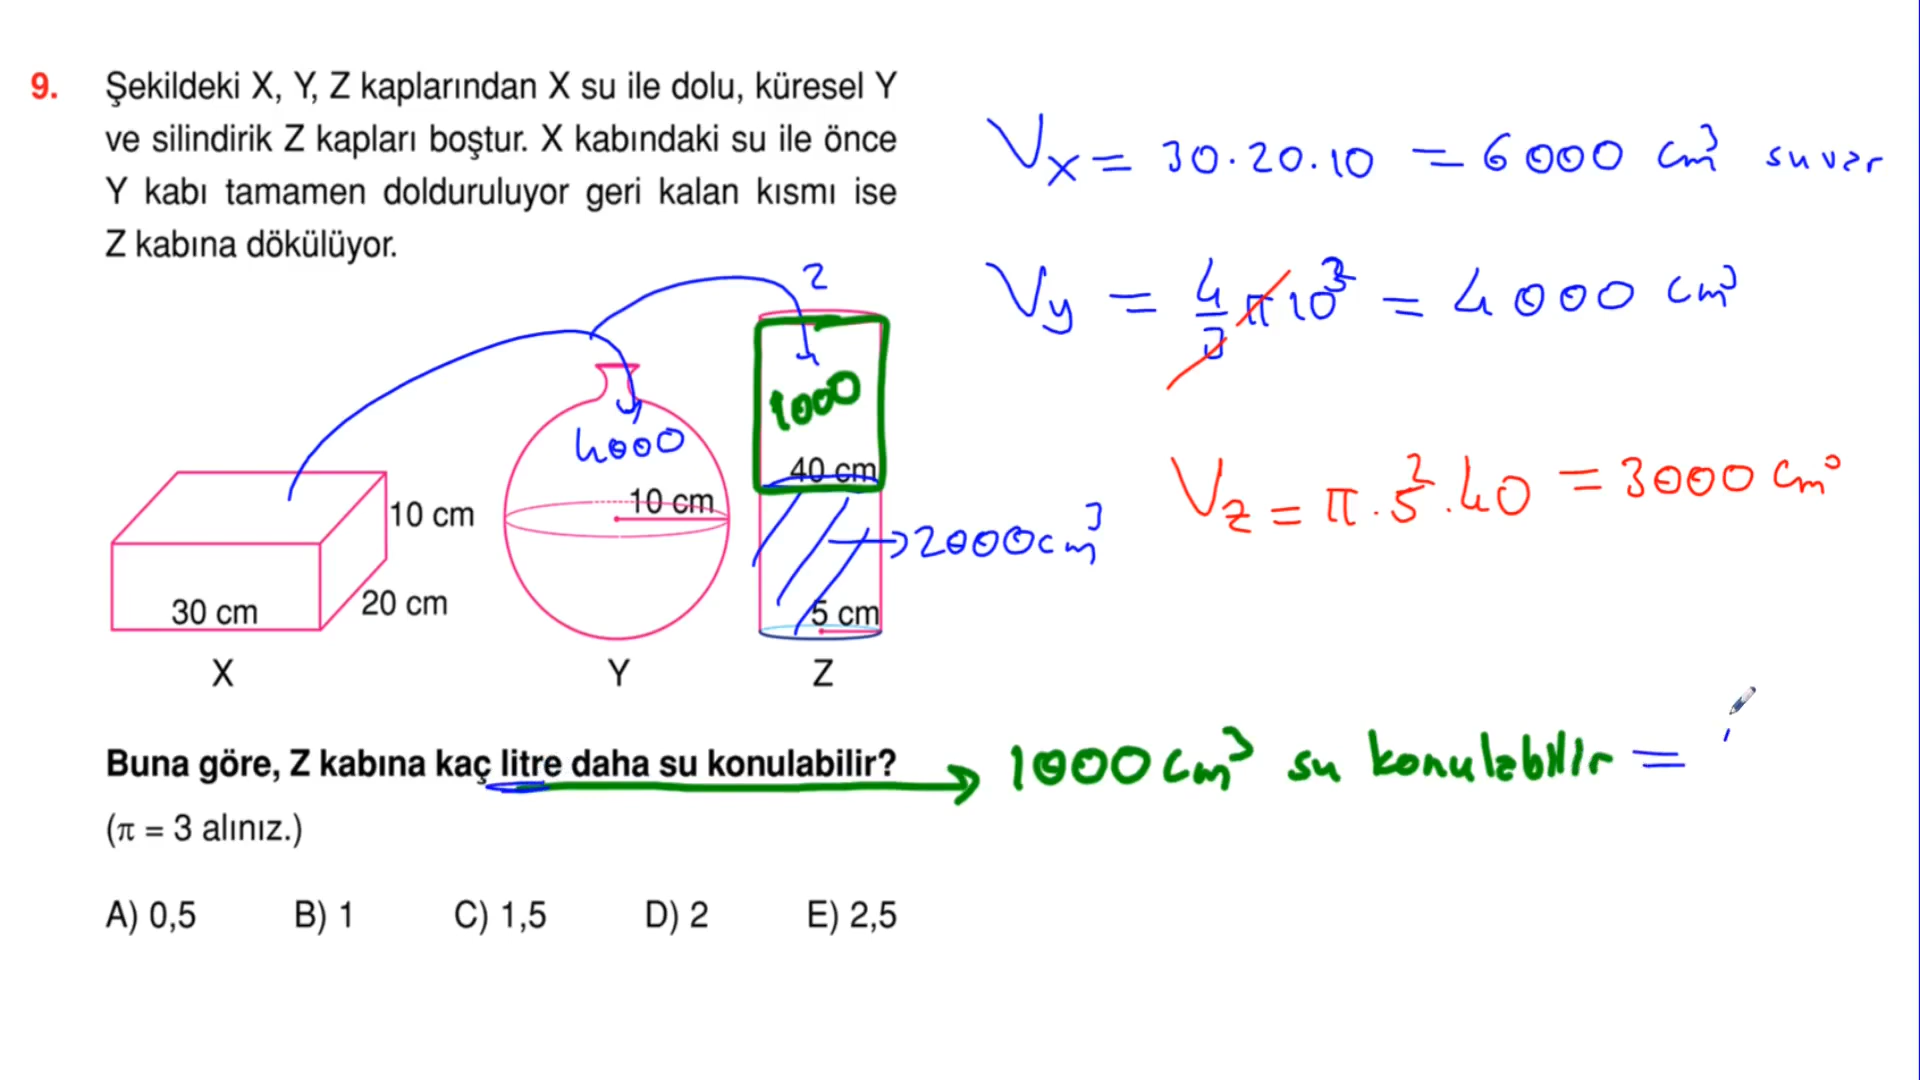 9. Şekildeki X, Y, Z kaplarından X su ile dolu, küresel Y
ve silindirik Z kapları boştur. X kabındaki su ile önce
Y kabı tamamen dolduruluyor geri kalan kısmı ise
Z kabına dökülüyor.
V_X = 30.20.10 = 6000 cm³ su var
V_y = 4/3 π 10³ = 4000 cm³
V_z = π.5².40 = 3000 cm³
2
1000
4000
40 cm
10 cm
10 cm
2000 cm³
30 cm
20 cm
5 cm
X
Y
Z
Buna göre, Z kabına kaç litre daha su konulabilir?
1000 cm³ su konulabilir =
(π = 3 alınız.)
A) 0,5 B) 1 C) 1,5 D) 2 E) 2,5